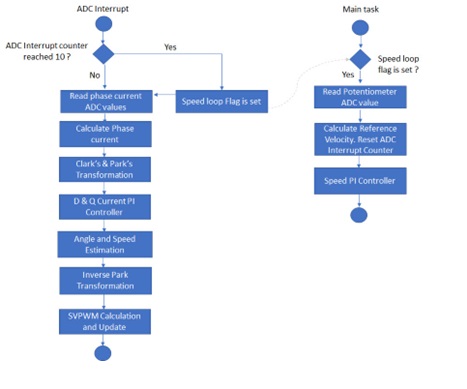 ADC Interrupt
ADC Interrupt counter
reached 10 ?
Yes
No
Read phase current
ADC values
Speed loop Flag is set
Calculate Phase
current
Clark's & Park's
Transformation
D & Q Current PI
Controller
Angle and Speed
Estimation
Inverse Park
Transformation
SVPWM Calculation
and Update
Main task
Speed loop
flag is set ?
Yes
Read Potentiometer
ADC value
Calculate Reference
Velocity. Reset ADC
Interrupt Counter
Speed PI Controller